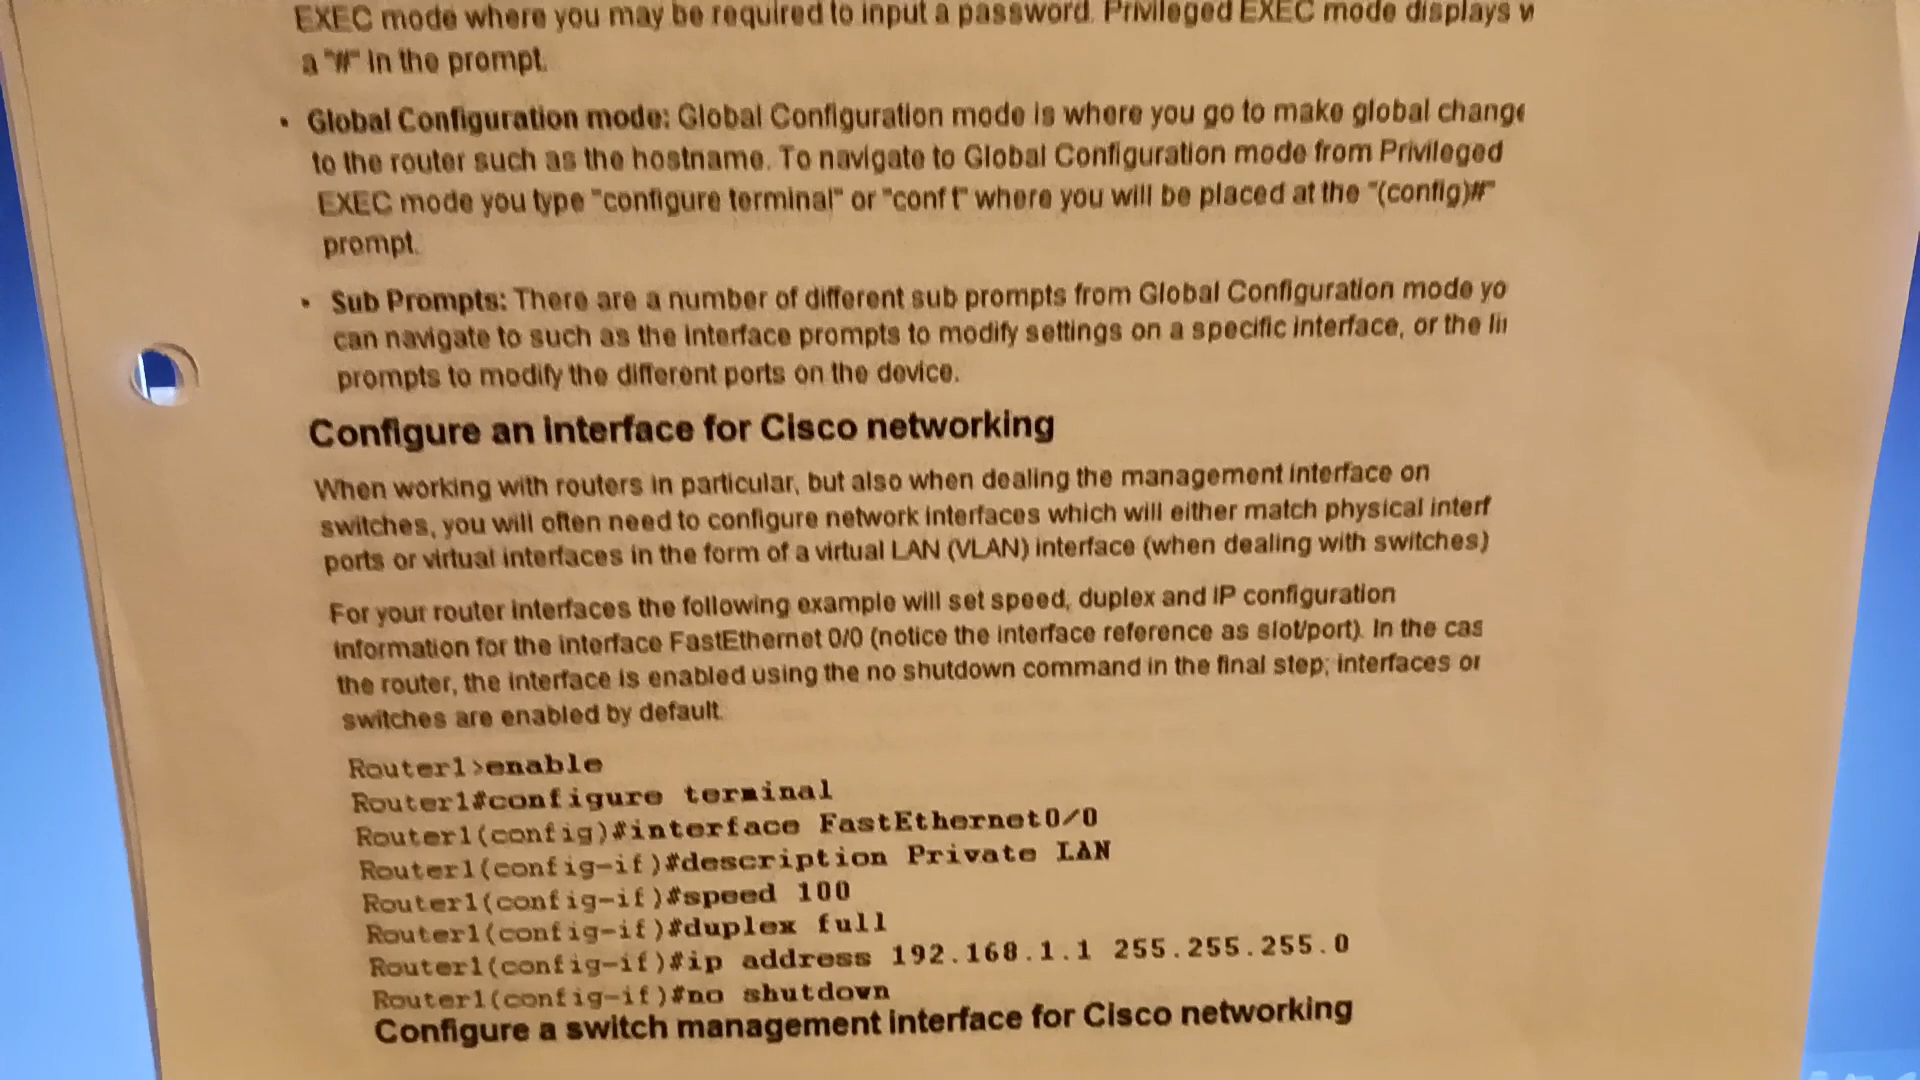 EXEC mode where you may be required to input a password. Privileged EXEC mode displays w
a "#" in the prompt.
• Global Configuration mode: Global Configuration mode is where you go to make global change
to the router such as the hostname. To navigate to Global Configuration mode from Privileged
EXEC mode you type "configure terminal" or "conf t" where you will be placed at the "(config)#"
prompt.
• Sub Prompts: There are a number of different sub prompts from Global Configuration mode yo
can navigate to such as the interface prompts to modify settings on a specific interface, or the lin
prompts to modify the different ports on the device.
Configure an interface for Cisco networking
When working with routers in particular, but also when dealing the management interface on
switches, you will often need to configure network interfaces which will either match physical interf
ports or virtual interfaces in the form of a virtual LAN (VLAN) interface (when dealing with switches)
For your router interfaces the following example will set speed, duplex and IP configuration
information for the interface FastEthernet 0/0 (notice the interface reference as slot/port). In the cas
the router, the interface is enabled using the no shutdown command in the final step; interfaces on
switches are enabled by default.
Router1>enable
Router1#configure terminal
Router1(config)#interface FastEthernet0/0
Router1(config-if)#description Private LAN
Router1(config-if)#speed 100
Router1(config-if)#duplex full
Router1(config-if)#ip address 192.168.1.1 255.255.255.0
Router1(config-if)#no shutdown
Configure a switch management interface for Cisco networking